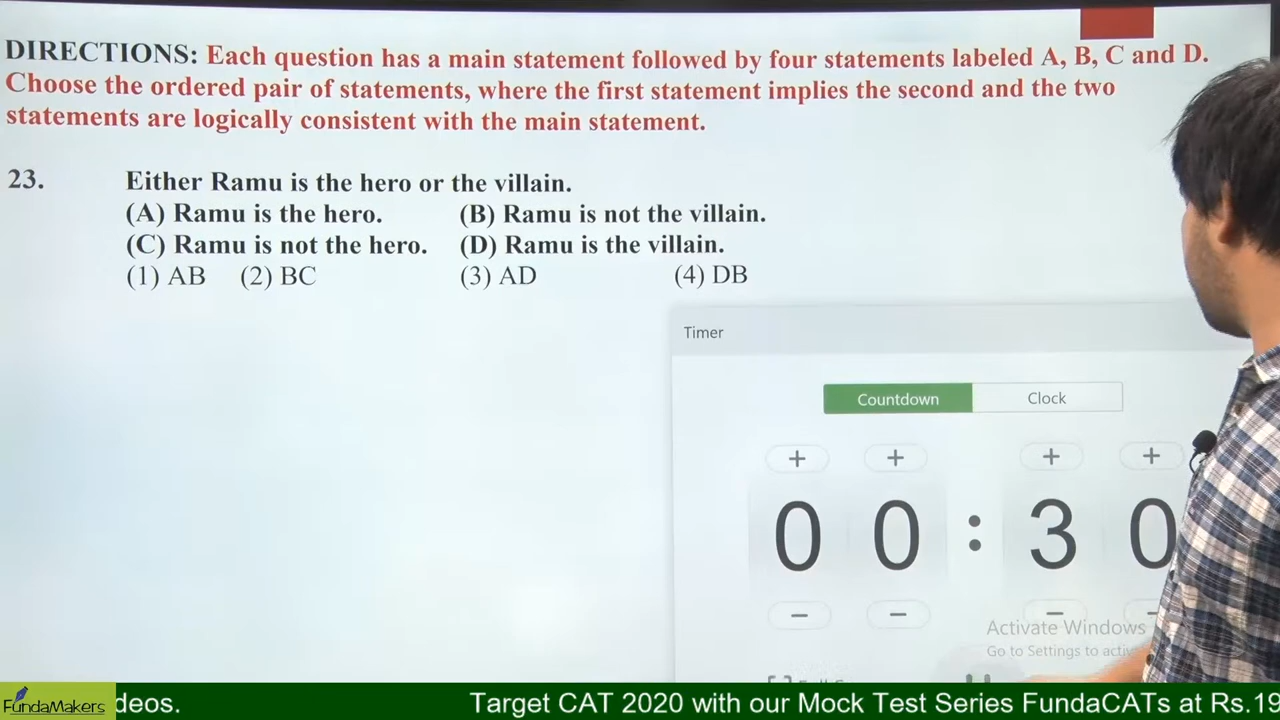 DIRECTIONS: Each question has a main statement followed by four statements labeled A, B, C and D.
Choose the ordered pair of statements, where the first statement implies the second and the two
statements are logically consistent with the main statement.
23. Either Ramu is the hero or the villain.
(A) Ramu is the hero. (B) Ramu is not the villain.
(C) Ramu is not the hero. (D) Ramu is the villain.
(1) AB (2) BC (3) AD (4) DB
Timer
Countdown Clock
+ + + +
00:30
− − − −
Activate Windows
Go to Settings to
FundaMakers
deos. Target CAT 2020 with our Mock Test Series FundaCATs at Rs.19